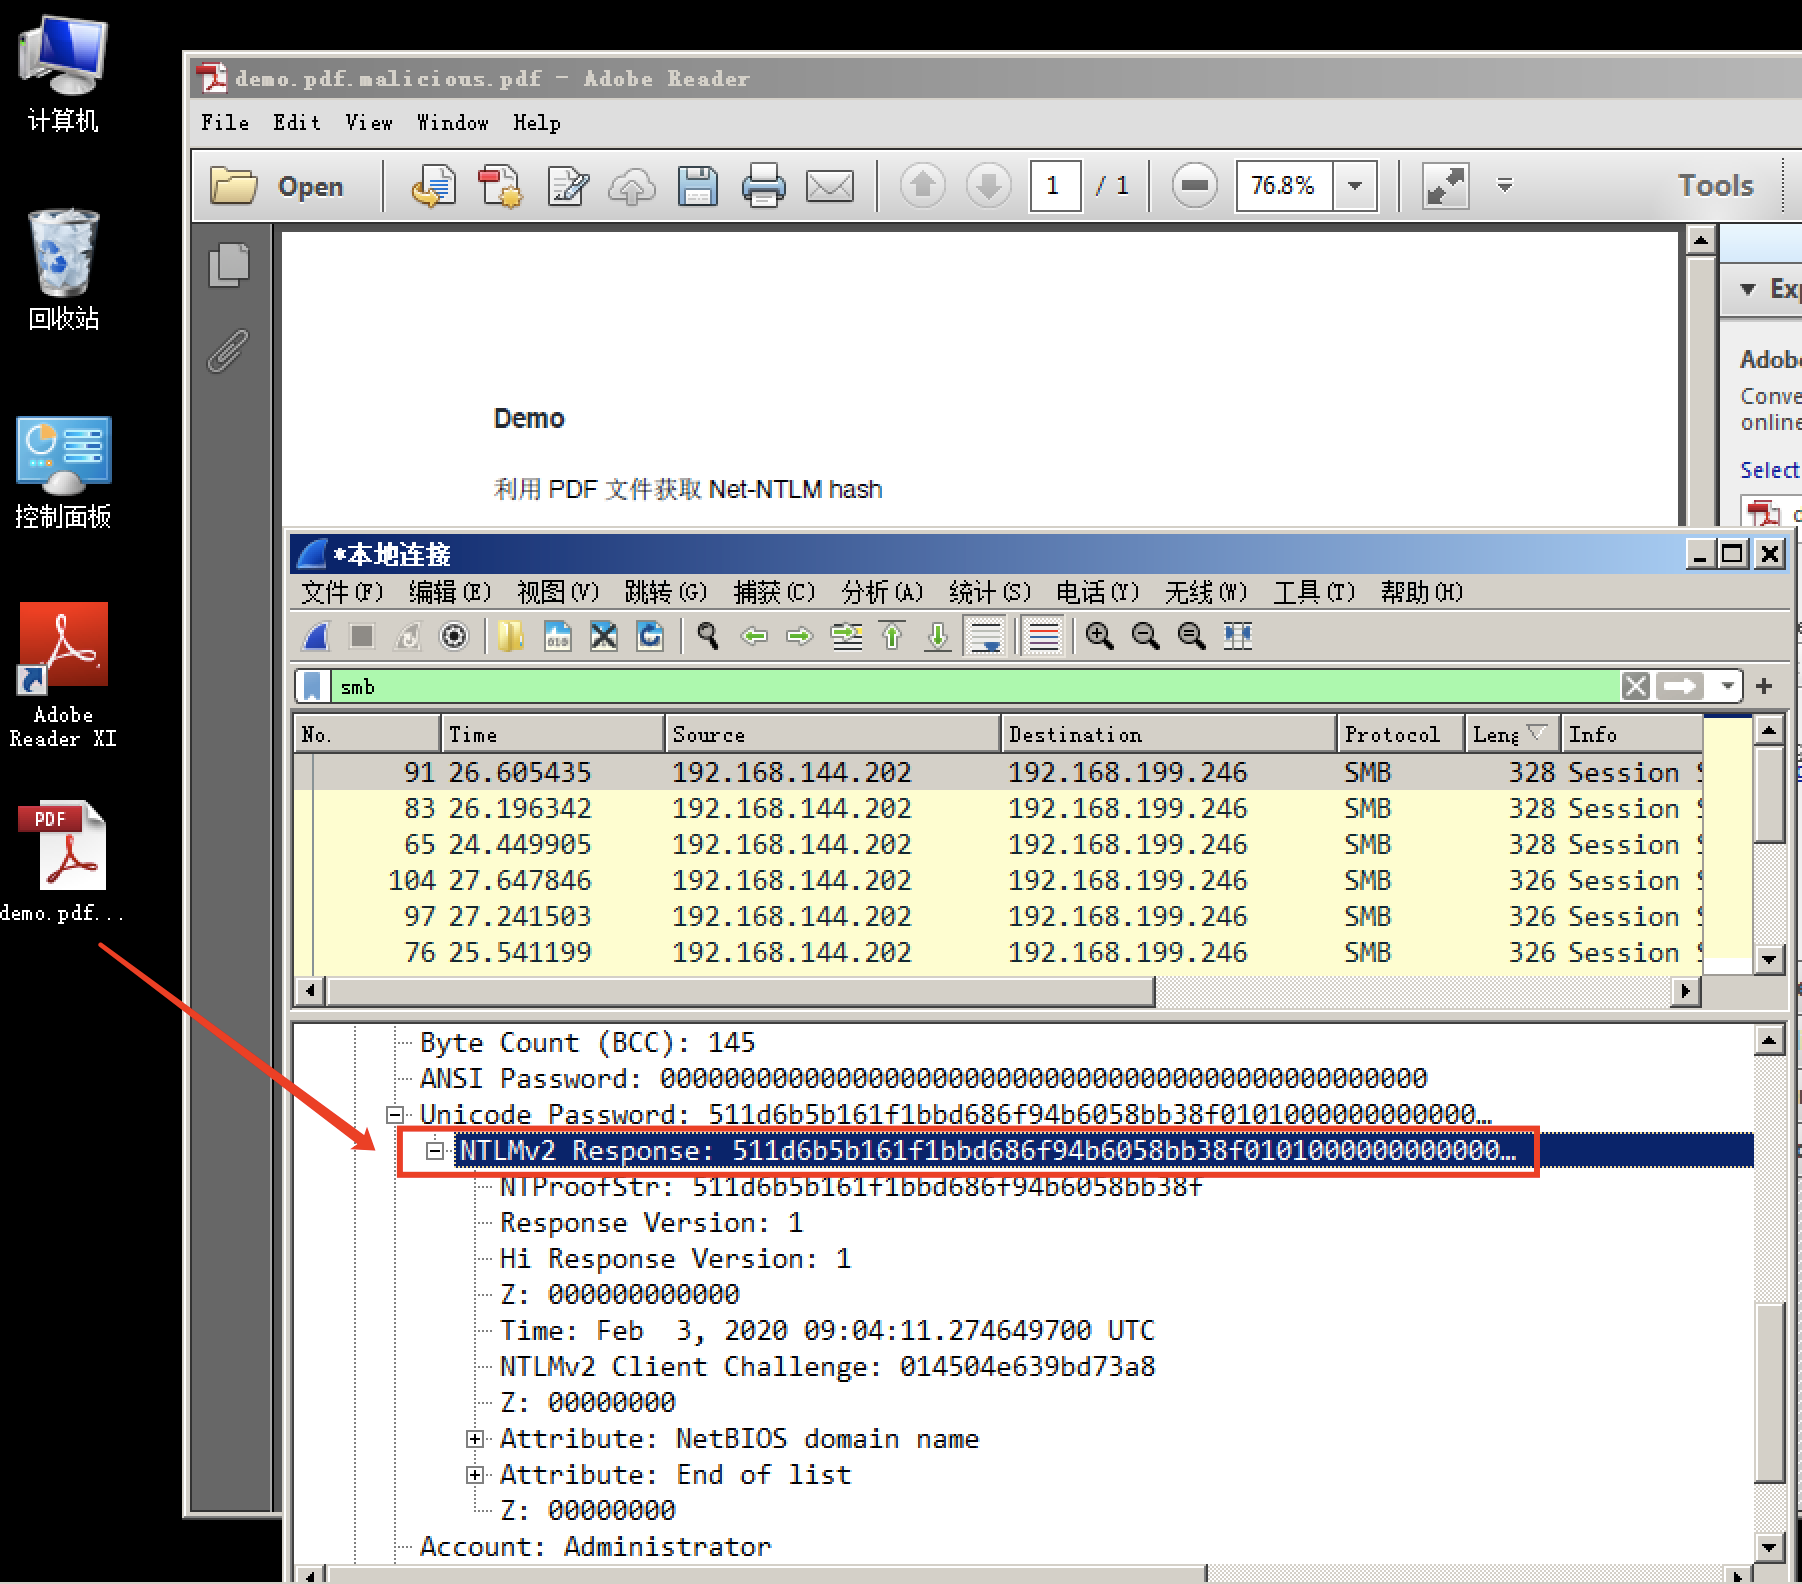 计算机
回收站
控制面板
Adobe
Reader XI
PDF
demo.pdf...
demo.pdf.malicious.pdf - Adobe Reader
File Edit View Window Help
Open 1 / 1 76.8% Tools
Adobe
online
Select
Demo
利用 PDF 文件获取 Net-NTLM hash
*本地连接
文件(F) 编辑(E) 视图(V) 跳转(G) 捕获(C) 分析(A) 统计(S) 电话(Y) 无线(W) 工具(T) 帮助(H)
smb
No. Time Source Destination Protocol Leng Info
91 26.605435 192.168.144.202 192.168.199.246 SMB 328 Session
83 26.196342 192.168.144.202 192.168.199.246 SMB 328 Session
65 24.449905 192.168.144.202 192.168.199.246 SMB 328 Session
104 27.647846 192.168.144.202 192.168.199.246 SMB 326 Session
97 27.241503 192.168.144.202 192.168.199.246 SMB 326 Session
76 25.541199 192.168.144.202 192.168.199.246 SMB 326 Session
Byte Count (BCC): 145
ANSI Password: 000000000000000000000000000000000000000000000000
Unicode Password: 511d6b5b161f1bbd686f94b6058bb38f0101000000000000…
NTLMv2 Response: 511d6b5b161f1bbd686f94b6058bb38f0101000000000000…
NTProofStr: 511d6b5b161f1bbd686f94b6058bb38f
Response Version: 1
Hi Response Version: 1
Z: 000000000000
Time: Feb  3, 2020 09:04:11.274649700 UTC
NTLMv2 Client Challenge: 014504e639bd73a8
Z: 00000000
Attribute: NetBIOS domain name
Attribute: End of list
Z: 00000000
Account: Administrator